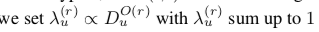 we set λ_u^{(r)} ∝ D_u^{O(r)} with λ_u^{(r)} sum up to 1